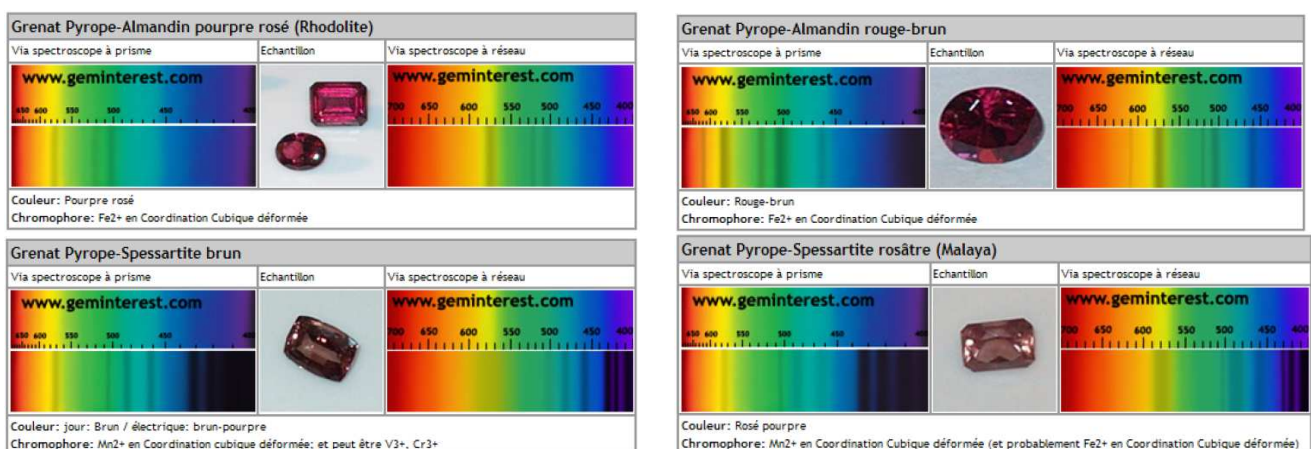 Grenat Pyrope-Almandin pourpre rosé (Rhodolite)
Via spectroscope à prisme Echantillon Via spectroscope à réseau
www.geminterest.com www.geminterest.com
650 600 550 500 450 400 700 650 600 550 500 450 400
Couleur: Pourpre rosé
Chromophore: Fe2+ en Coordination Cubique déformée
Grenat Pyrope-Almandin rouge-brun
Via spectroscope à prisme Echantillon Via spectroscope à réseau
www.geminterest.com www.geminterest.com
650 600 550 500 450 400 700 650 600 550 500 450 400
Couleur: Rouge-brun
Chromophore: Fe2+ en Coordination Cubique déformée
Grenat Pyrope-Spessartite brun
Via spectroscope à prisme Echantillon Via spectroscope à réseau
www.geminterest.com www.geminterest.com
650 600 550 500 450 400 700 650 600 550 500 450 400
Couleur: jour: Brun / électrique: brun-pourpre
Chromophore: Mn2+ en Coordination cubique déformée; et peut être V3+, Cr3+
Grenat Pyrope-Spessartite rosâtre (Malaya)
Via spectroscope à prisme Echantillon Via spectroscope à réseau
www.geminterest.com www.geminterest.com
650 600 550 500 450 400 700 650 600 550 500 450 400
Couleur: Rosé pourpre
Chromophore: Mn2+ en Coordination Cubique déformée (et probablement Fe2+ en Coordination Cubique déformée)